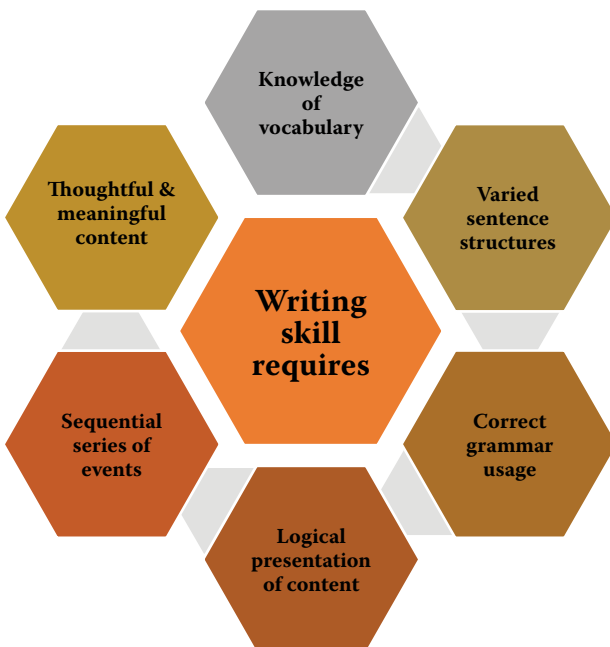 Knowledge
of
vocabulary
Varied
sentence
structures
Correct
grammar
usage
Logical
presentation
of content
Sequential
series of
events
Thoughtful &
meaningful
content
Writing
skill
requires